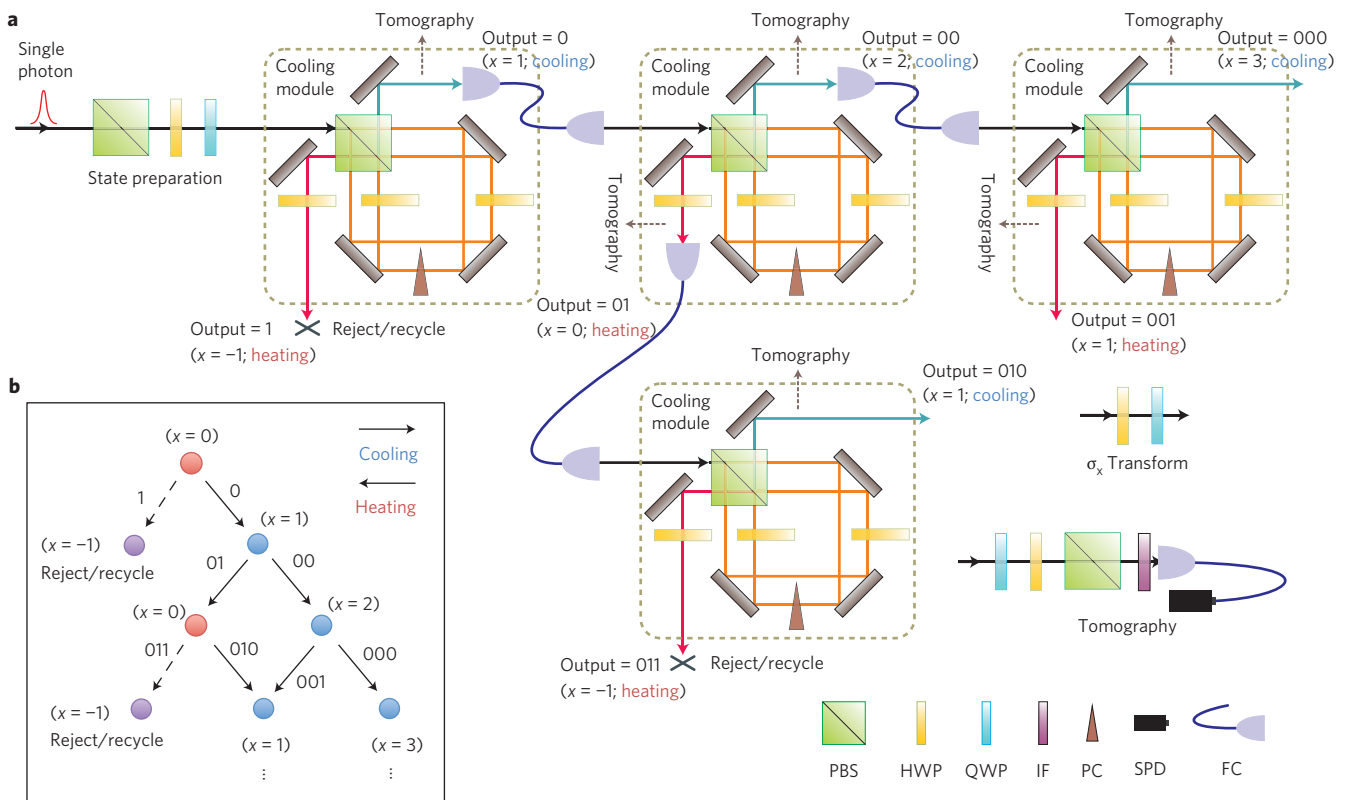 a
Single
photon
State preparation
Cooling
module
Tomography
Output = 0
(x = 1; cooling)
Output = 1
(x = −1; heating)
Reject/recycle
Cooling
module
Tomography
Output = 00
(x = 2; cooling)
Tomography
Output = 01
(x = 0; heating)
Cooling
module
Tomography
Output = 000
(x = 3; cooling)
Tomography
Output = 001
(x = 1; heating)
Tomography
Cooling
module
Output = 010
(x = 1; cooling)
Output = 011
(x = −1; heating)
Reject/recycle
σx Transform
Tomography
PBS
HWP
QWP
IF
PC
SPD
FC
b
(x = 0)
Cooling
Heating
1
0
(x = −1)
Reject/recycle
(x = 1)
01
00
(x = 0)
(x = 2)
011
010
001
000
(x = −1)
Reject/recycle
(x = 1)
(x = 3)
...
...